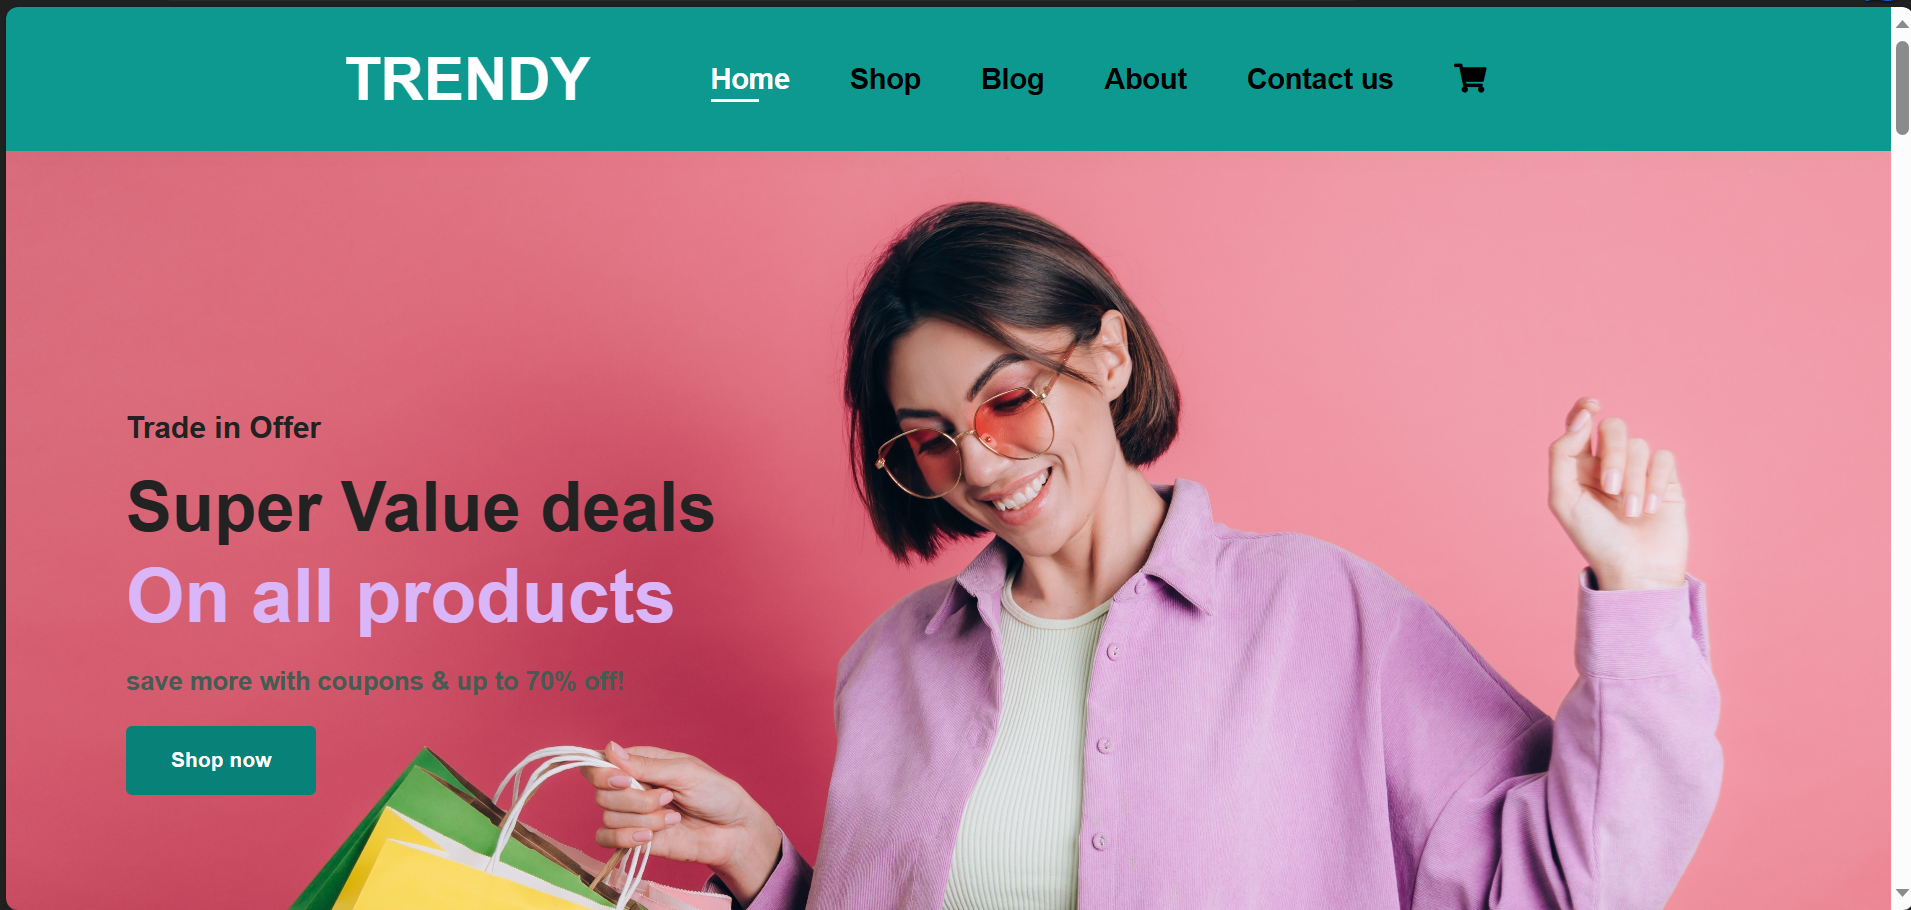 TRENDY
Home Shop Blog About Contact us
Trade in Offer
Super Value deals
On all products
save more with coupons & up to 70% off!
Shop now